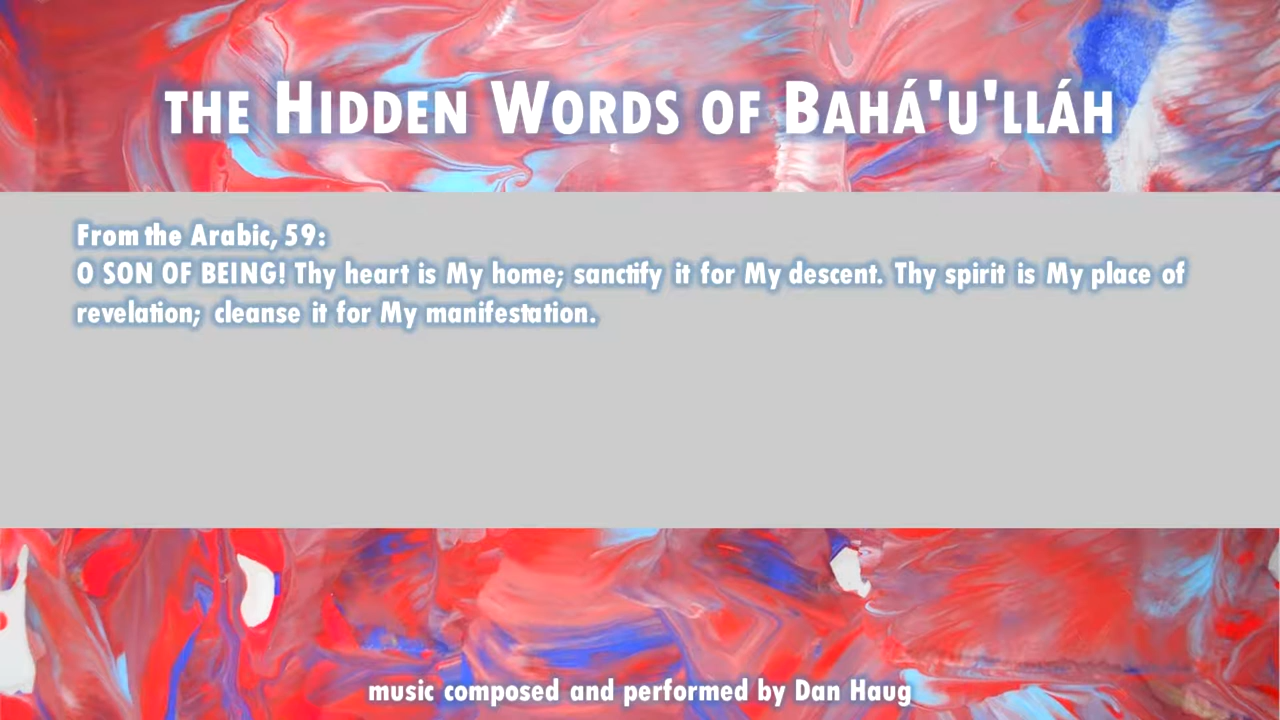 THE HIDDEN WORDS OF BAHÁ'U'LLÁH
From the Arabic, 59:
O SON OF BEING! Thy heart is My home; sanctify it for My descent. Thy spirit is My place of
revelation; cleanse it for My manifestation.
music composed and performed by Dan Haug